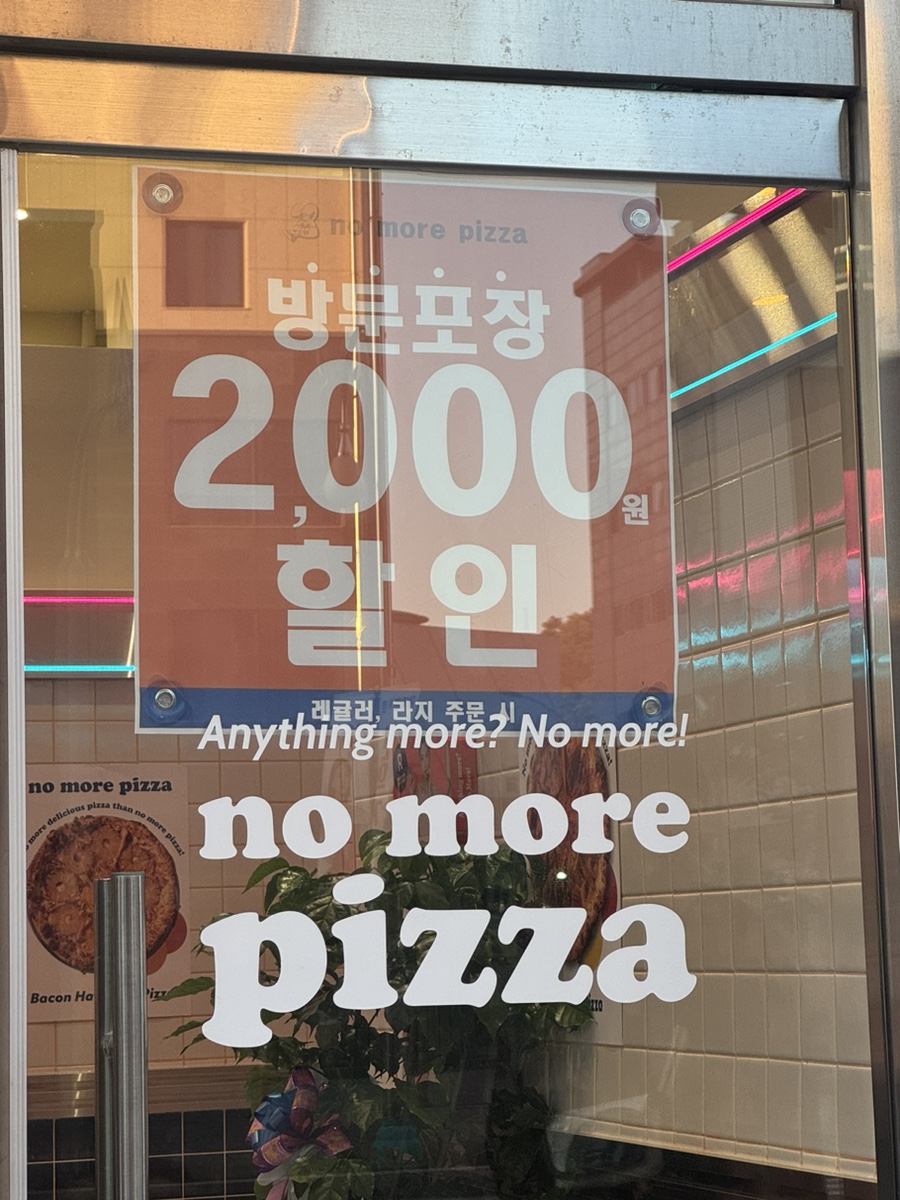 no more pizza
방문포장
2,000원
할인
레귤러, 라지 주문 시
Anything more? No more!
no more
pizza
no more pizza
more delicious pizza than no more pizza!
Bacon